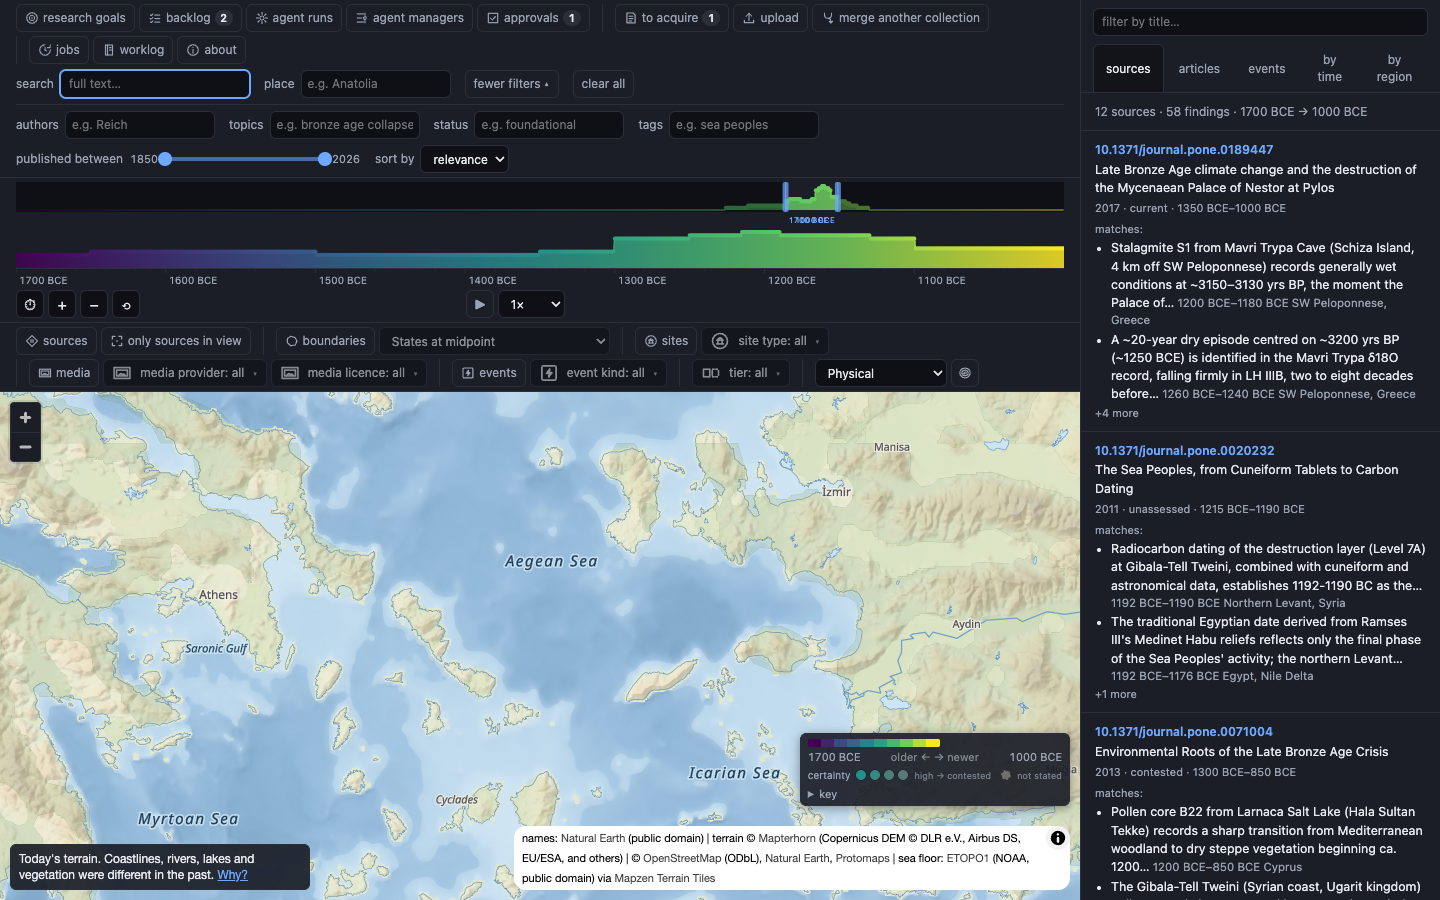 research goals
backlog 2
agent runs
agent managers
approvals 1
to acquire 1
upload
merge another collection
jobs
worklog
about
search full text...
place e.g. Anatolia
fewer filters
clear all
authors e.g. Reich
topics e.g. bronze age collapse
status e.g. foundational
tags e.g. sea peoples
published between 1850 2026
sort by relevance
1700 BCE
1600 BCE
1500 BCE
1400 BCE
1300 BCE
1200 BCE
1100 BCE
1×
sources
only sources in view
boundaries
States at midpoint
sites
site type: all
media
media provider: all
media licence: all
events
event kind: all
tier: all
Physical
Manisa
İzmir
Aegean Sea
Athens
Aydin
Saronic Gulf
Icarian Sea
Cyclades
Myrtoan Sea
1700 BCE older ← → newer 1000 BCE
certainty high → contested not stated
▸ key
names: Natural Earth (public domain) | terrain © Mapterhorn (Copernicus DEM © DLR e.V., Airbus DS,
EU/ESA, and others) | © OpenStreetMap (ODbL), Natural Earth, Protomaps | sea floor: ETOPO1 (NOAA,
public domain) via Mapzen Terrain Tiles
Today's terrain. Coastlines, rivers, lakes and
vegetation were different in the past. Why?
filter by title...
sources
articles
events
by time
by region
12 sources · 58 findings · 1700 BCE → 1000 BCE
10.1371/journal.pone.0189447
Late Bronze Age climate change and the destruction of
the Mycenaean Palace of Nestor at Pylos
2017 · current · 1350 BCE–1000 BCE
matches:
• Stalagmite S1 from Mavri Trypa Cave (Schiza Island,
4 km off SW Peloponnese) records generally wet
conditions at ~3150–3130 yrs BP, the moment the
Palace of… 1200 BCE–1180 BCE SW Peloponnese,
Greece
• A ~20-year dry episode centred on ~3200 yrs BP
(~1250 BCE) is identified in the Mavri Trypa δ18O
record, falling firmly in LH IIIB, two to eight decades
before… 1260 BCE–1240 BCE SW Peloponnese, Greece
+4 more
10.1371/journal.pone.0020232
The Sea Peoples, from Cuneiform Tablets to Carbon
Dating
2011 · unassessed · 1215 BCE–1190 BCE
matches:
• Radiocarbon dating of the destruction layer (Level 7A)
at Gibala-Tell Tweini, combined with cuneiform and
astronomical data, establishes 1192-1190 BC as the…
1192 BCE–1190 BCE Northern Levant, Syria
• The traditional Egyptian date derived from Ramses
III's Medinet Habu reliefs reflects only the final phase
of the Sea Peoples' activity; the northern Levant…
1192 BCE–1176 BCE Egypt, Nile Delta
+1 more
10.1371/journal.pone.0071004
Environmental Roots of the Late Bronze Age Crisis
2013 · contested · 1300 BCE–850 BCE
matches:
• Pollen core B22 from Larnaca Salt Lake (Hala Sultan
Tekke) records a sharp transition from Mediterranean
woodland to dry steppe vegetation beginning ca.
1200… 1200 BCE–850 BCE Cyprus
• The Gibala-Tell Tweini (Syrian coast, Ugarit kingdom)